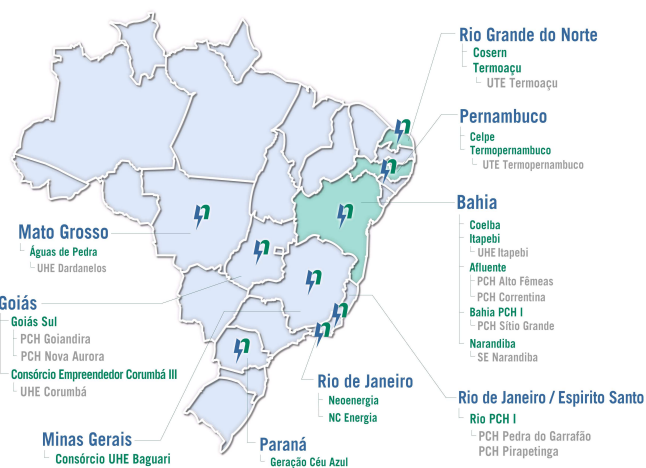 Rio Grande do Norte
Cosern
Termoaçu
UTE Termoaçu
Pernambuco
Celpe
Termopernambuco
UTE Termopernambuco
Bahia
Coelba
Itapebi
UHE Itapebi
Afluente
PCH Alto Fêmeas
PCH Correntina
Bahia PCH I
PCH Sítio Grande
Narandiba
SE Narandiba
Mato Grosso
Águas de Pedra
UHE Dardanelos
Goiás
Goiás Sul
PCH Goiandira
PCH Nova Aurora
Consórcio Empreendedor Corumbá III
UHE Corumbá
Minas Gerais
Consórcio UHE Baguari
Paraná
Geração Céu Azul
Rio de Janeiro
Neoenergia
NC Energia
Rio de Janeiro / Espirito Santo
Rio PCH I
PCH Pedra do Garrafão
PCH Pirapetinga